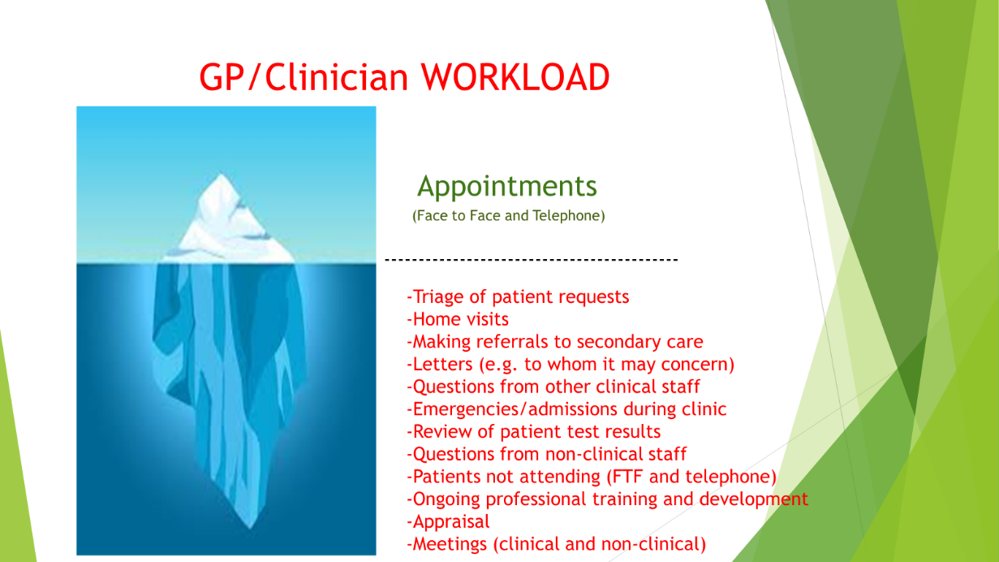 GP/Clinician WORKLOAD
Appointments
(Face to Face and Telephone)
-------------------------------------------
-Triage of patient requests
-Home visits
-Making referrals to secondary care
-Letters (e.g. to whom it may concern)
-Questions from other clinical staff
-Emergencies/admissions during clinic
-Review of patient test results
-Questions from non-clinical staff
-Patients not attending (FTF and telephone)
-Ongoing professional training and development
-Appraisal
-Meetings (clinical and non-clinical)